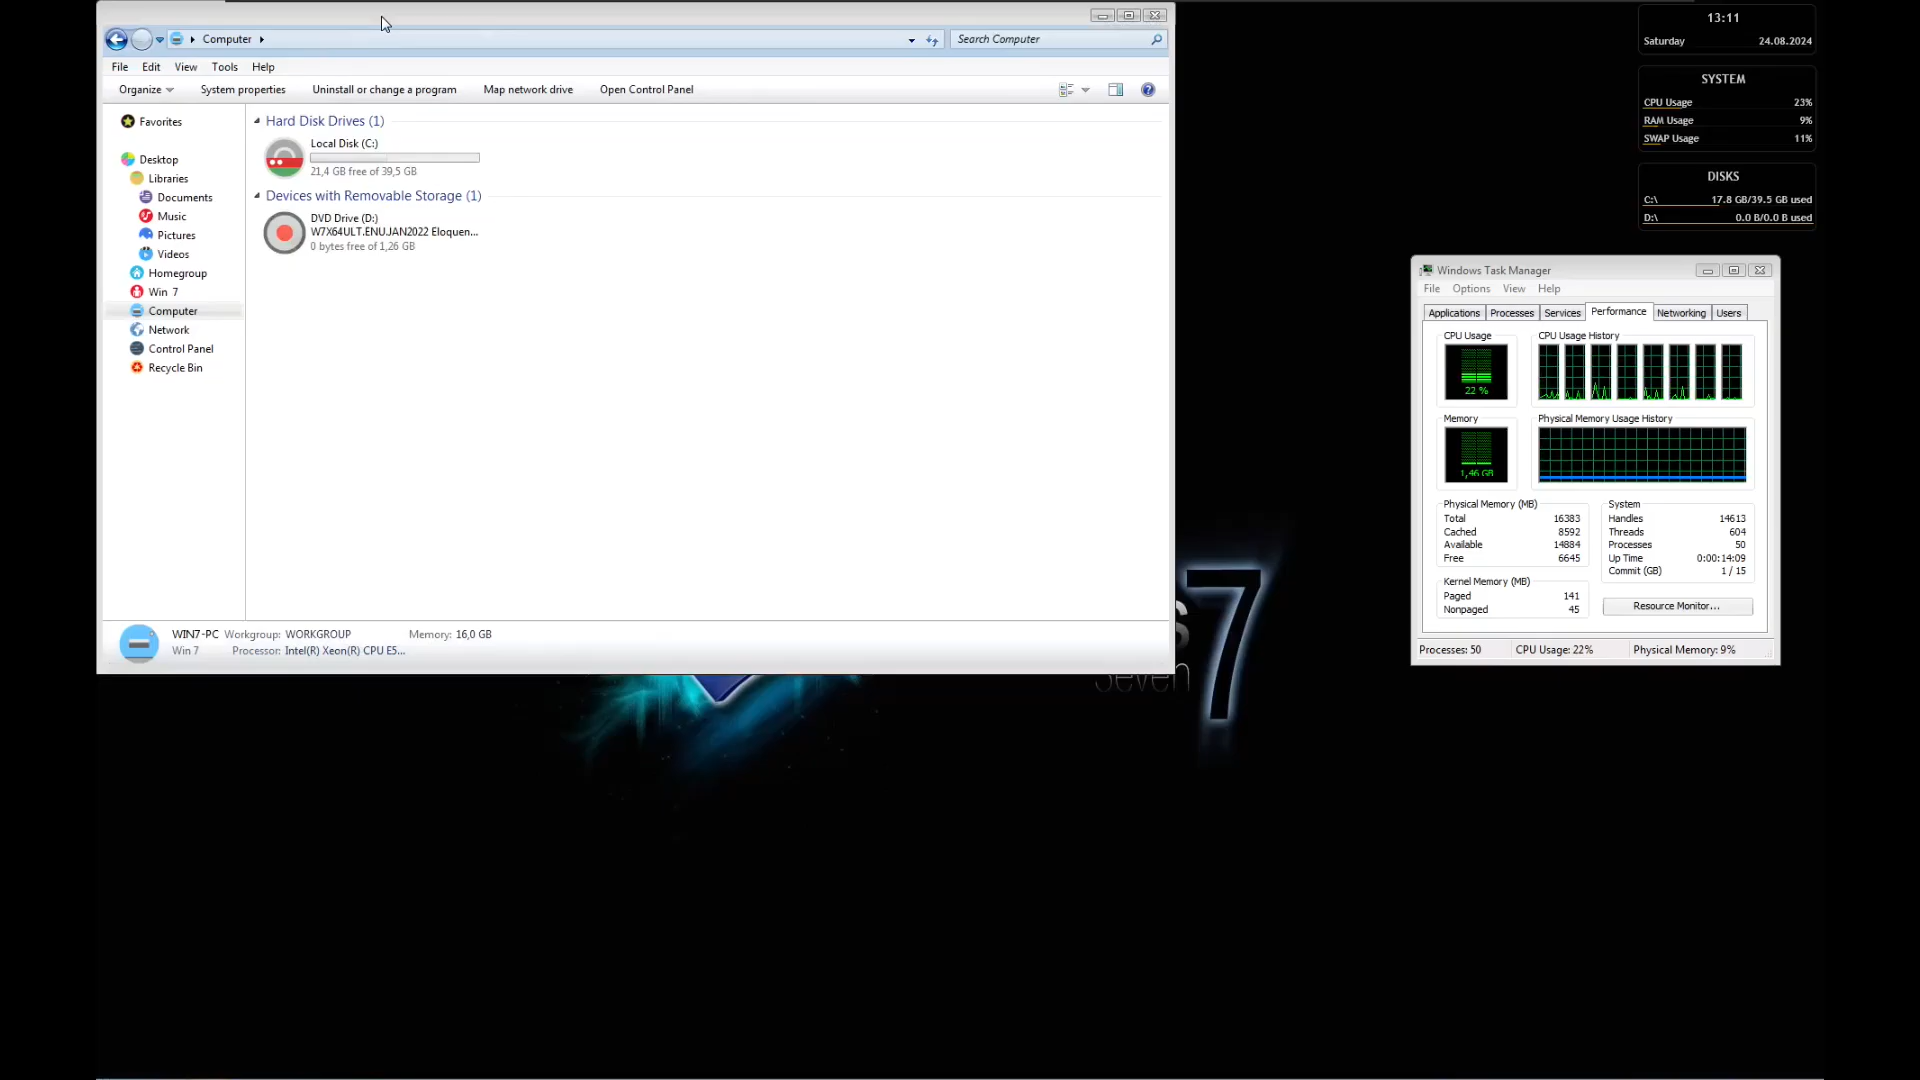 Computer
Search Computer
File Edit View Tools Help
Organize System properties Uninstall or change a program Map network drive Open Control Panel
Favorites
Desktop
Libraries
Documents
Music
Pictures
Videos
Homegroup
Win 7
Computer
Network
Control Panel
Recycle Bin
Hard Disk Drives (1)
Local Disk (C:)
21,4 GB free of 39,5 GB
Devices with Removable Storage (1)
DVD Drive (D:)
W7X64ULT.ENU.JAN2022 Eloquen...
0 bytes free of 1,26 GB
WIN7-PC Workgroup: WORKGROUP Memory: 16,0 GB
Win 7 Processor: Intel(R) Xeon(R) CPU E5...
13:11
Saturday 24.08.2024
SYSTEM
CPU Usage 23%
RAM Usage 9%
SWAP Usage 11%
DISKS
C:\ 17.8 GB/39.5 GB used
D:\ 0.0 B/0.0 B used
Windows Task Manager
File Options View Help
Applications Processes Services Performance Networking Users
CPU Usage CPU Usage History
22 %
Memory Physical Memory Usage History
1,46 GB
Physical Memory (MB)
Total 16383
Cached 8592
Available 14884
Free 6645
Kernel Memory (MB)
Paged 141
Nonpaged 45
System
Handles 14613
Threads 604
Processes 50
Up Time 0:00:14:09
Commit (GB) 1 / 15
Resource Monitor...
Processes: 50 CPU Usage: 22% Physical Memory: 9%
s 7
Seven